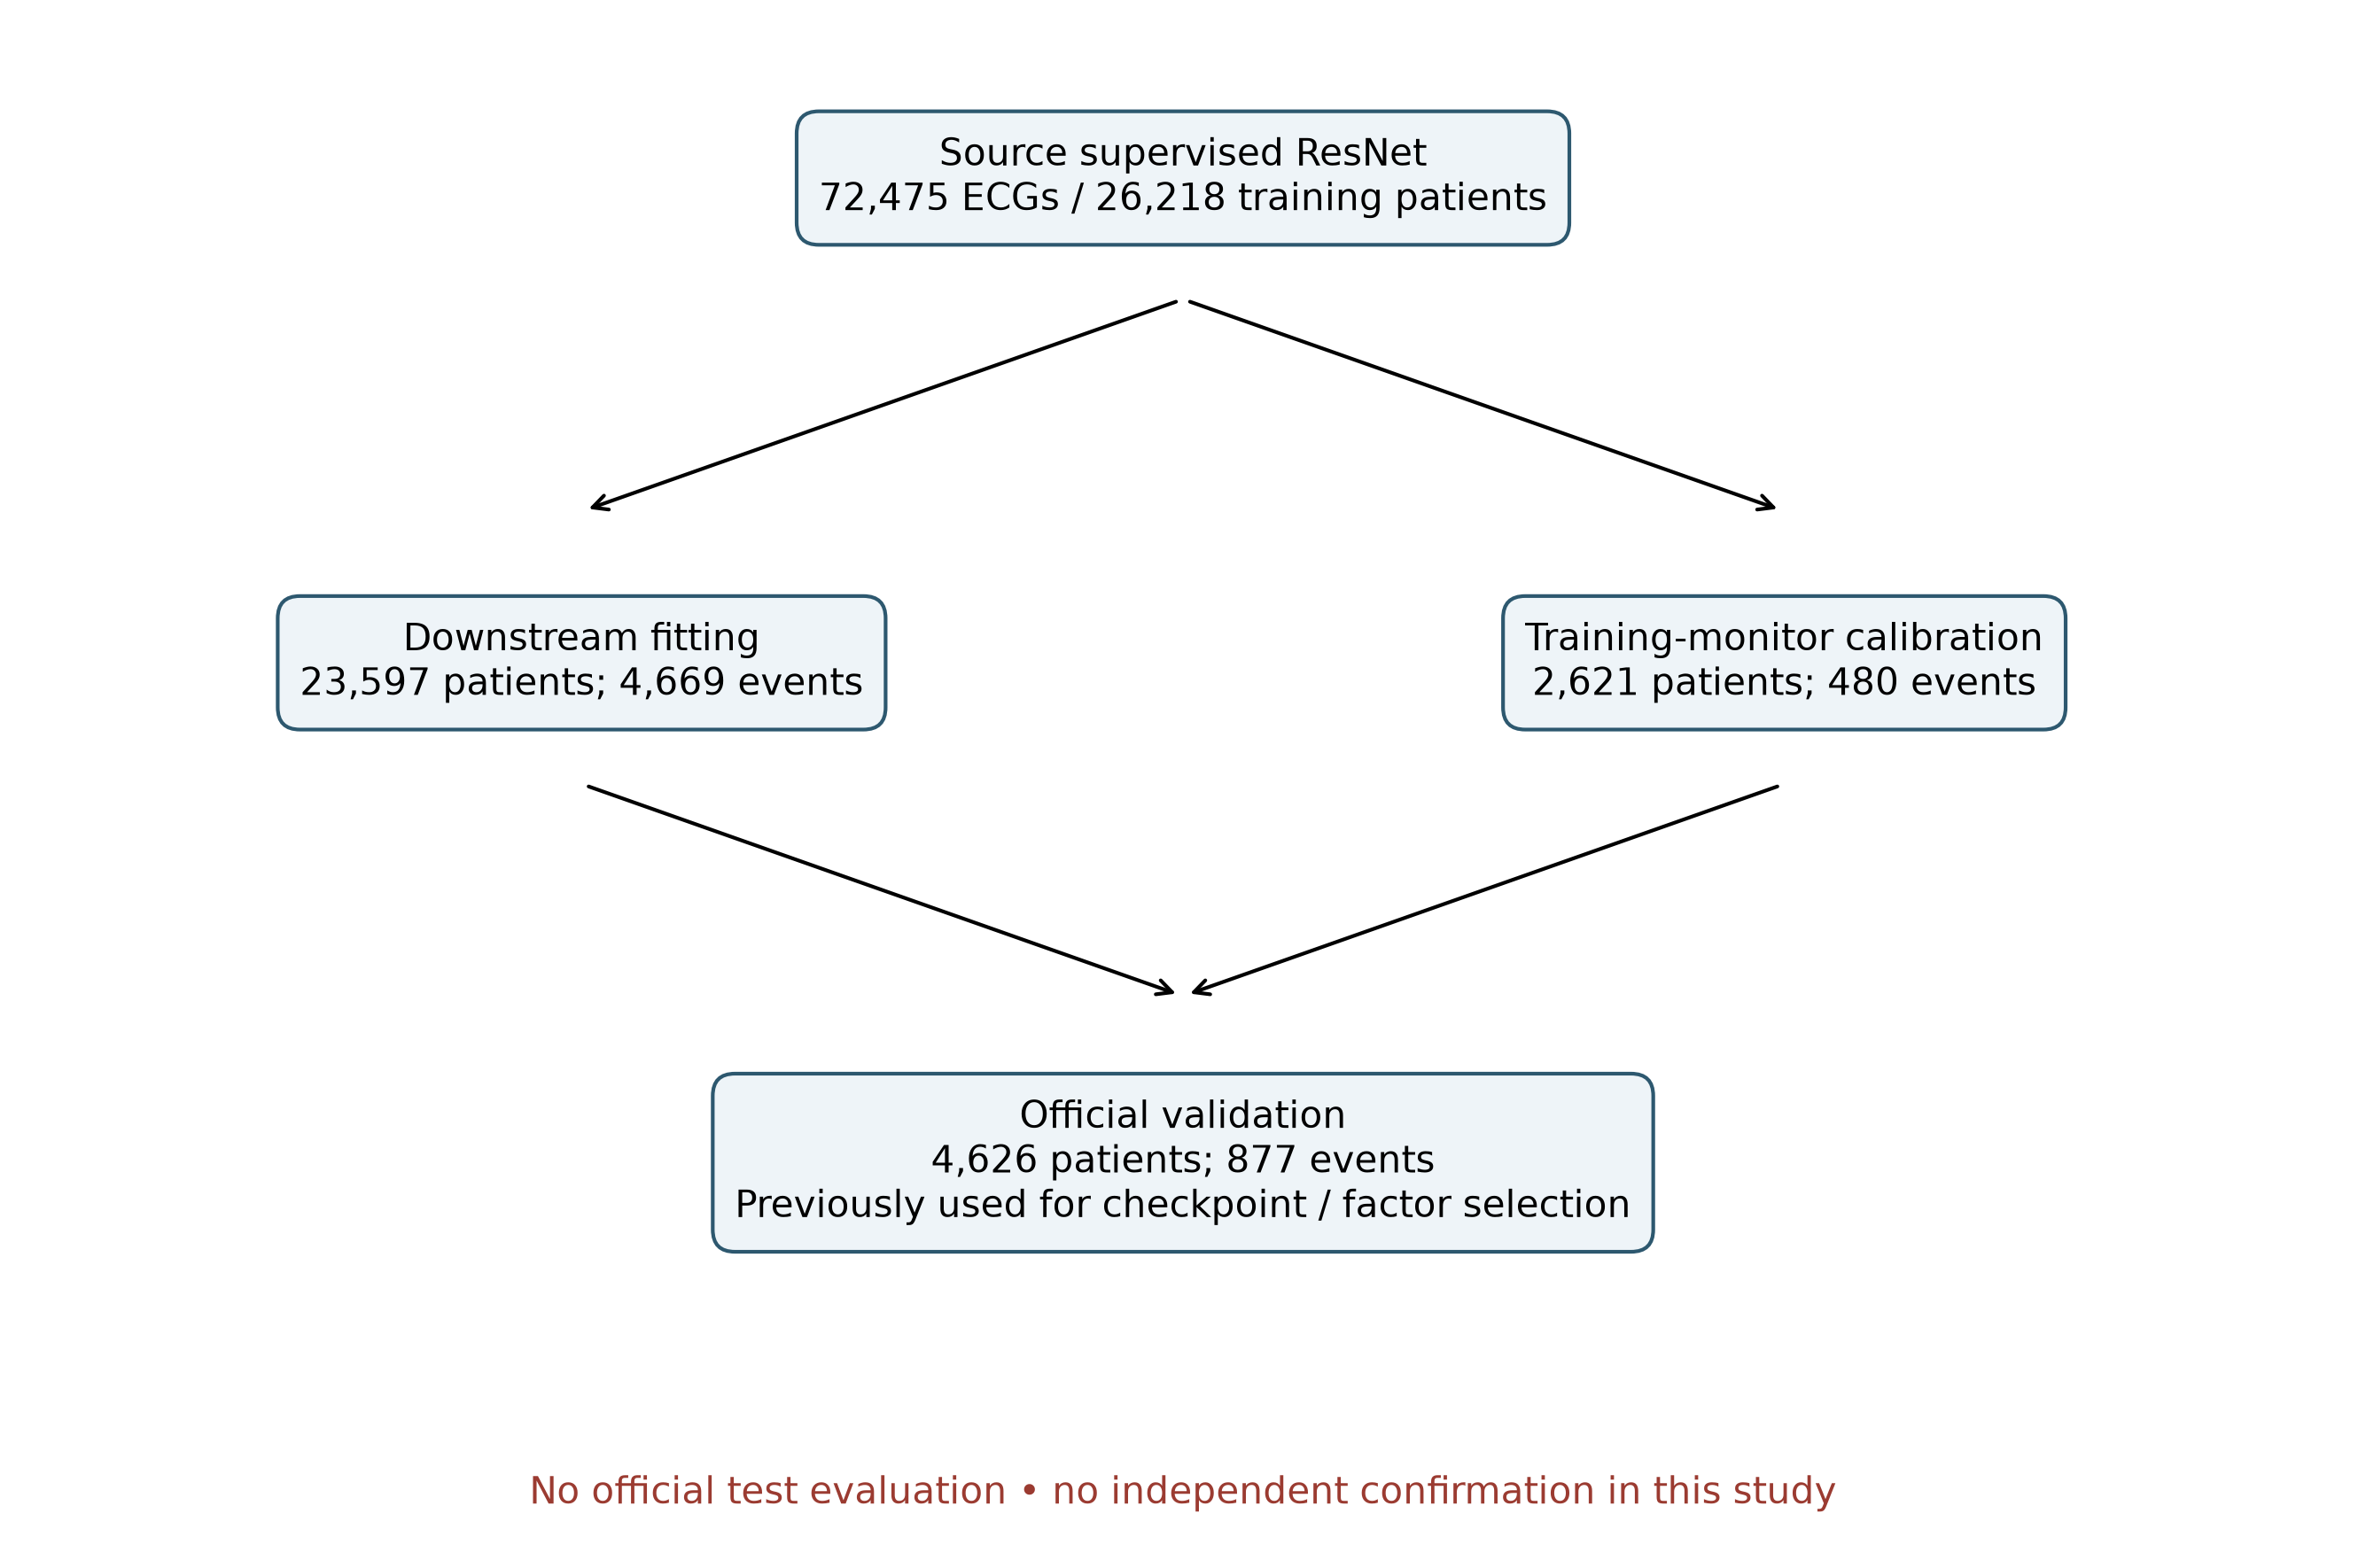 Source supervised ResNet
72,475 ECGs / 26,218 training patients
Downstream fitting
23,597 patients; 4,669 events
Training-monitor calibration
2,621 patients; 480 events
Official validation
4,626 patients; 877 events
Previously used for checkpoint / factor selection
No official test evaluation • no independent confirmation in this study